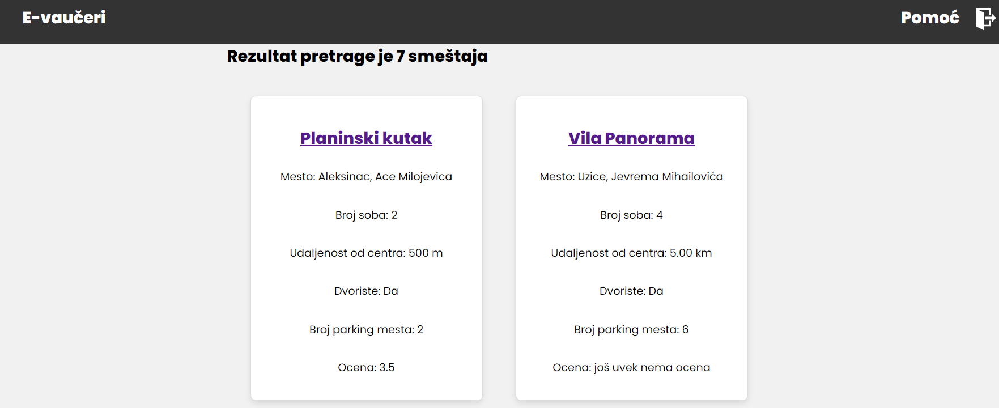 E-vaučeri
Pomoć
Rezultat pretrage je 7 smeštaja
Planinski kutak
Mesto: Aleksinac, Ace Milojevica
Broj soba: 2
Udaljenost od centra: 500 m
Dvoriste: Da
Broj parking mesta: 2
Ocena: 3.5
Vila Panorama
Mesto: Uzice, Jevrema Mihailovića
Broj soba: 4
Udaljenost od centra: 5.00 km
Dvoriste: Da
Broj parking mesta: 6
Ocena: još uvek nema ocena